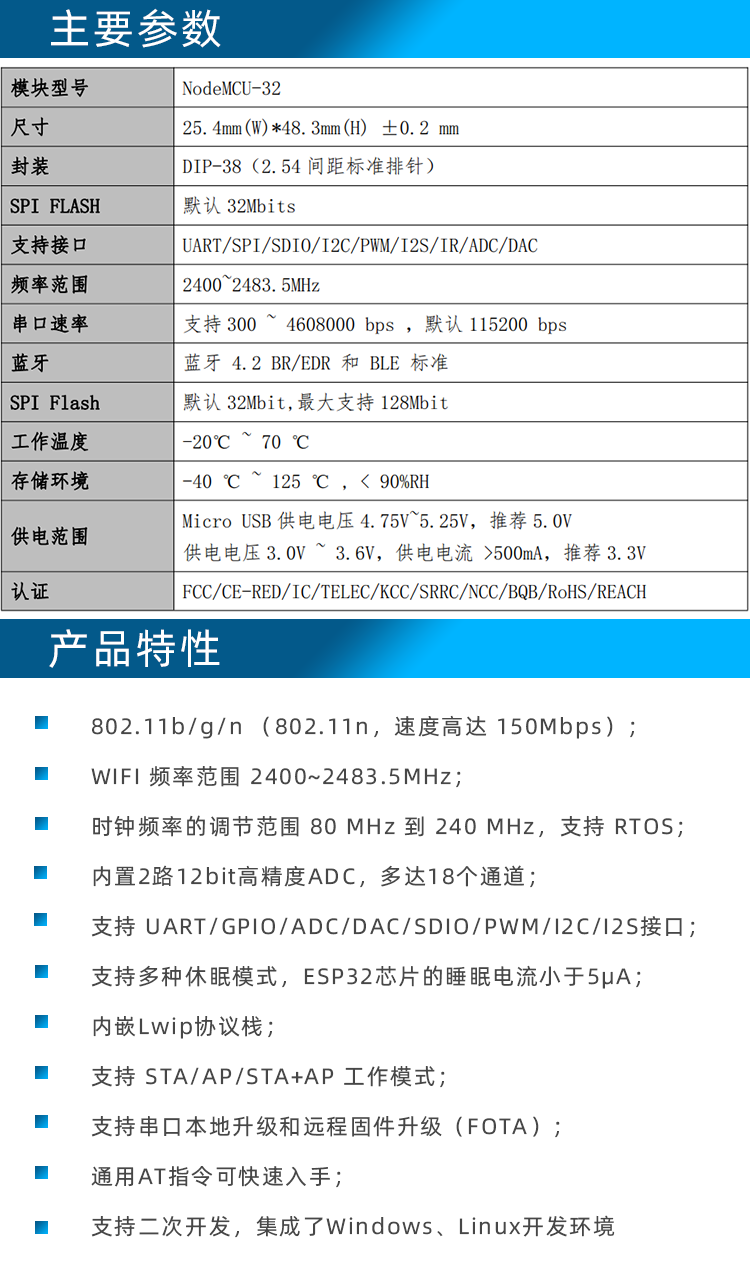 主要参数
模块型号 NodeMCU-32
尺寸 25.4mm(W)*48.3mm(H) ±0.2 mm
封装 DIP-38（2.54 间距标准排针）
SPI FLASH 默认 32Mbits
支持接口 UART/SPI/SDIO/I2C/PWM/I2S/IR/ADC/DAC
频率范围 2400~2483.5MHz
串口速率 支持 300 ~ 4608000 bps ，默认 115200 bps
蓝牙 蓝牙 4.2 BR/EDR 和 BLE 标准
SPI Flash 默认 32Mbit,最大支持 128Mbit
工作温度 -20℃ ~ 70 ℃
存储环境 -40 ℃ ~ 125 ℃ , < 90%RH
供电范围 Micro USB 供电电压 4.75V~5.25V，推荐 5.0V
供电电压 3.0V ~ 3.6V，供电电流 >500mA，推荐 3.3V
认证 FCC/CE-RED/IC/TELEC/KCC/SRRC/NCC/BQB/RoHS/REACH
产品特性
802.11b/g/n （802.11n，速度高达 150Mbps）；
WIFI 频率范围 2400~2483.5MHz；
时钟频率的调节范围 80 MHz 到 240 MHz，支持 RTOS；
内置2路12bit高精度ADC，多达18个通道；
支持 UART/GPIO/ADC/DAC/SDIO/PWM/I2C/I2S接口；
支持多种休眠模式，ESP32芯片的睡眠电流小于5μA；
内嵌Lwip协议栈；
支持 STA/AP/STA+AP 工作模式；
支持串口本地升级和远程固件升级（FOTA）；
通用AT指令可快速入手；
支持二次开发，集成了Windows、Linux开发环境